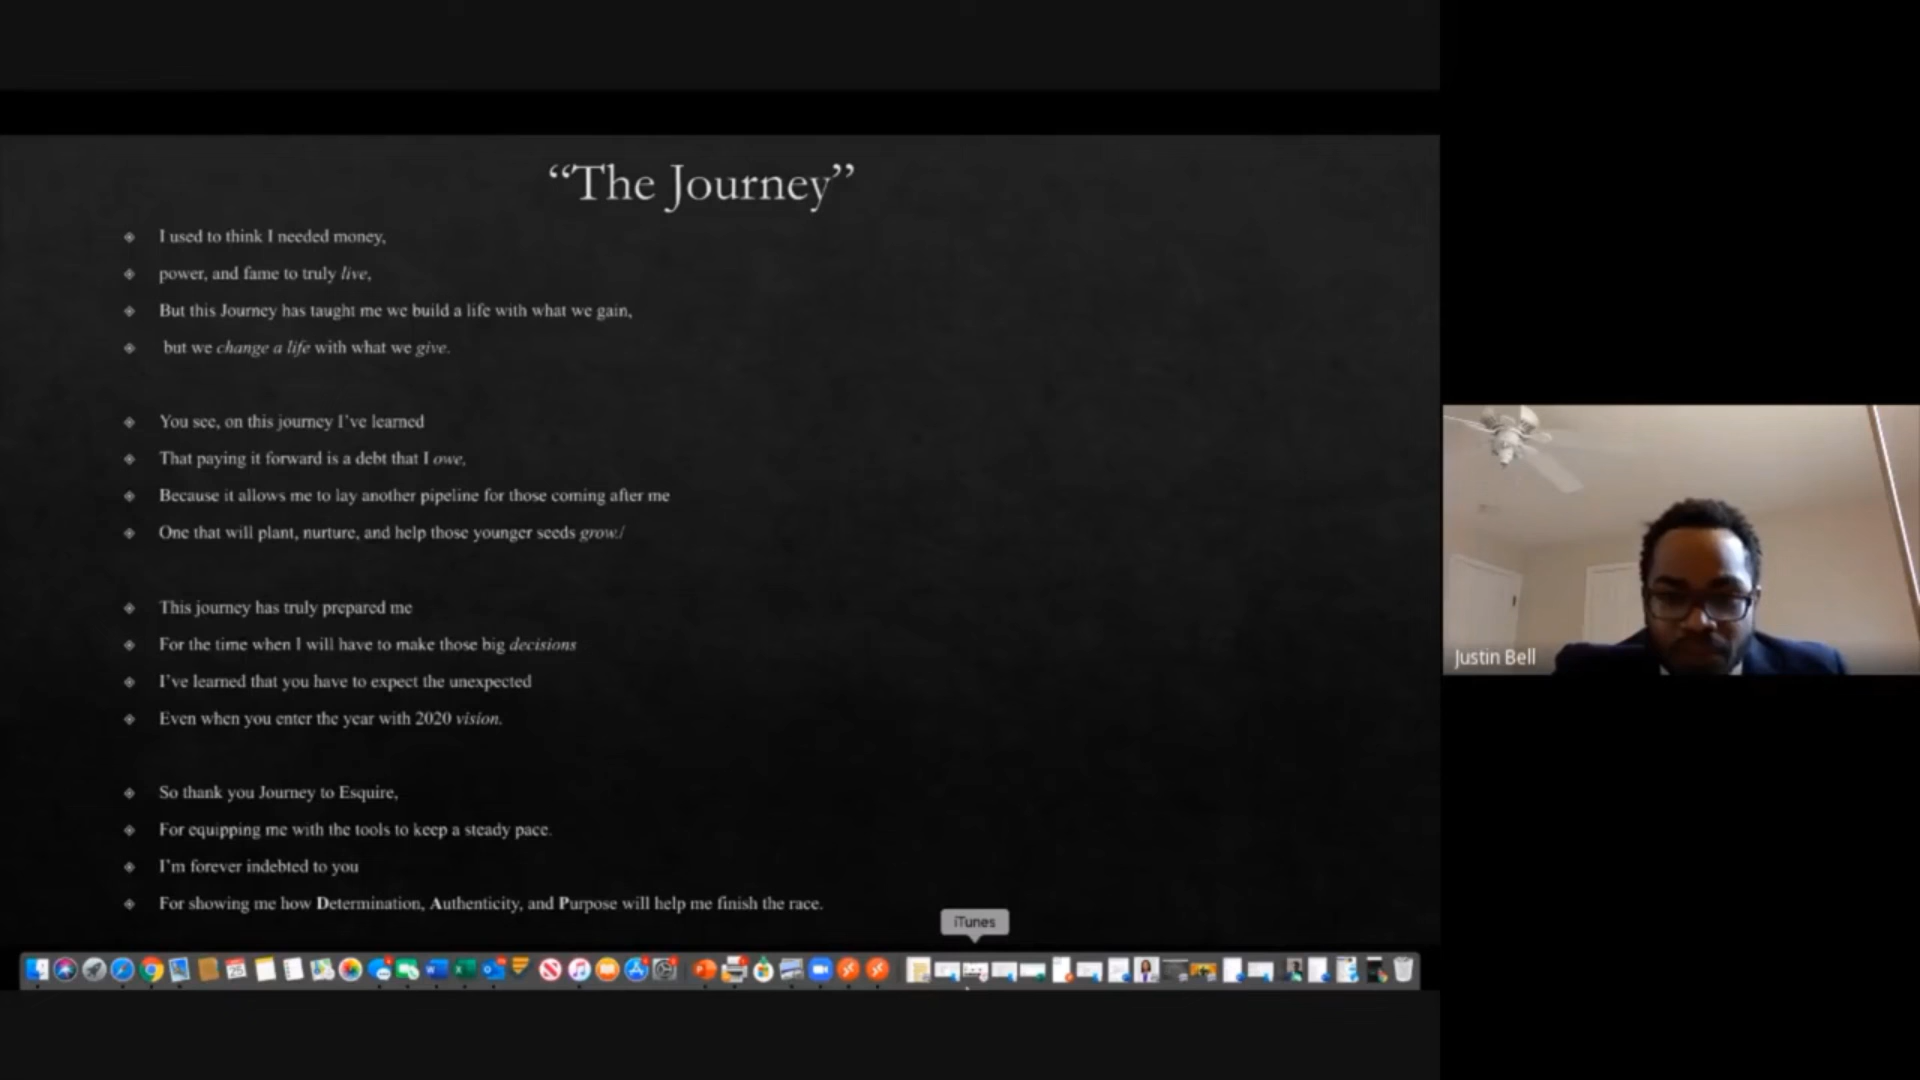 “The Journey”
I used to think I needed money,
power, and fame to truly live,
But this Journey has taught me we build a life with what we gain,
but we change a life with what we give.
You see, on this journey I’ve learned
That paying it forward is a debt that I owe,
Because it allows me to lay another pipeline for those coming after me
One that will plant, nurture, and help those younger seeds grow./
This journey has truly prepared me
For the time when I will have to make those big decisions
I’ve learned that you have to expect the unexpected
Even when you enter the year with 2020 vision.
So thank you Journey to Esquire,
For equipping me with the tools to keep a steady pace.
I’m forever indebted to you
For showing me how Determination, Authenticity, and Purpose will help me finish the race.
iTunes
25
Justin Bell